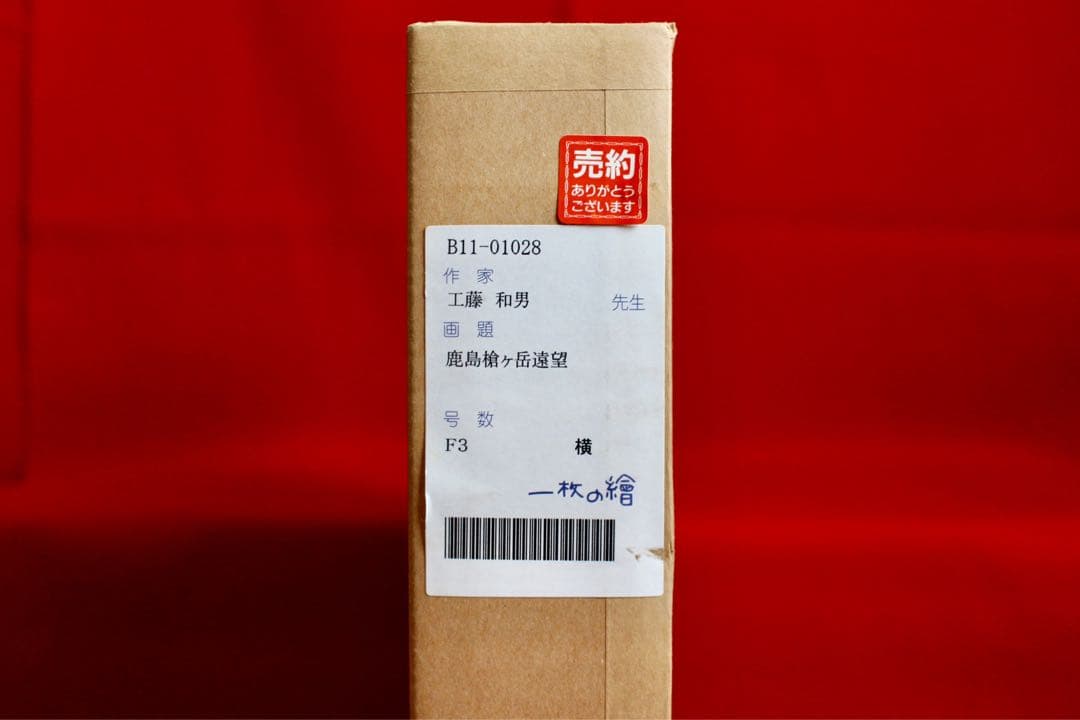 売約
ありがとう
ございます
B11-01028
作家
工藤 和男 先生
画題
鹿島槍ヶ岳遠望
号数
F3 横
一枚の繪